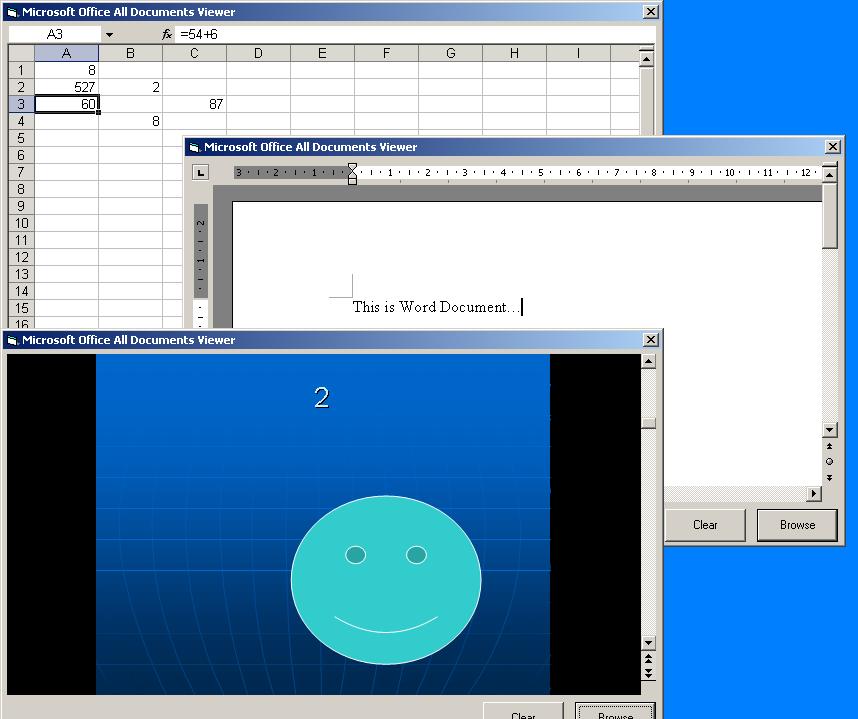 Microsoft Office All Documents Viewer
A3 fx =54+6
A B C D E F G H I
1 8
2 527 2
3 60 87
4 8
5
6
7
8
9
10
11
12
13
14
15
16
Microsoft Office All Documents Viewer
L 3 2 1 1 2 3 4 5 6 7 8 9 10 11 12
2
1
This is Word Document...
Clear Browse
Microsoft Office All Documents Viewer
2
Clear Browse